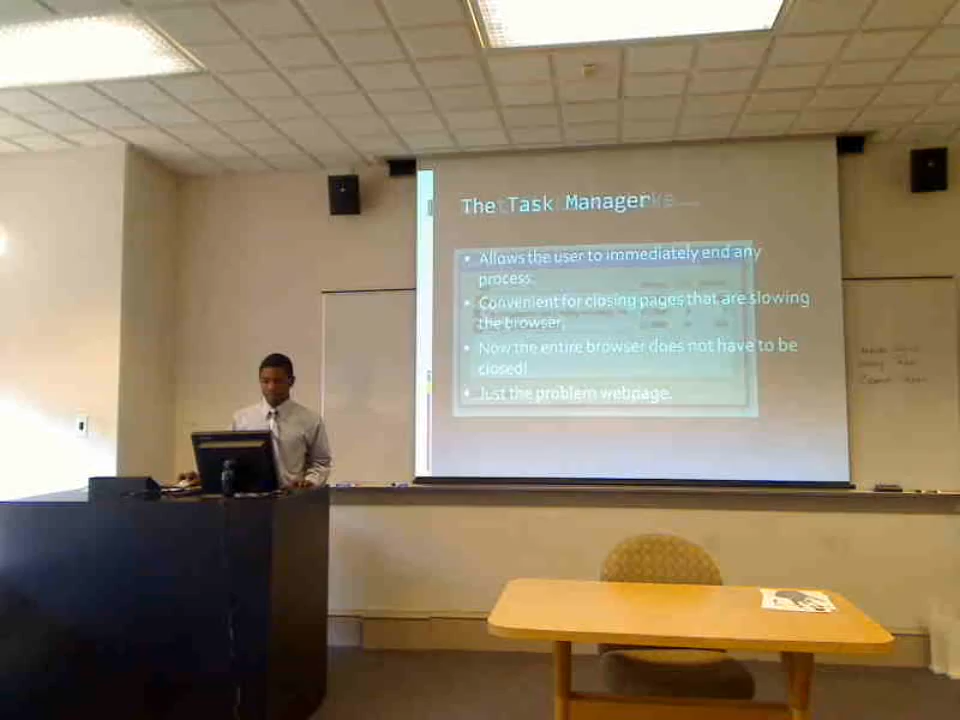 The Task Manager
• Allows the user to immediately end any
process.
• Convenient for closing pages that are slowing
the browser.
• Now the entire browser does not have to be
closed!
• Just the problem webpage.